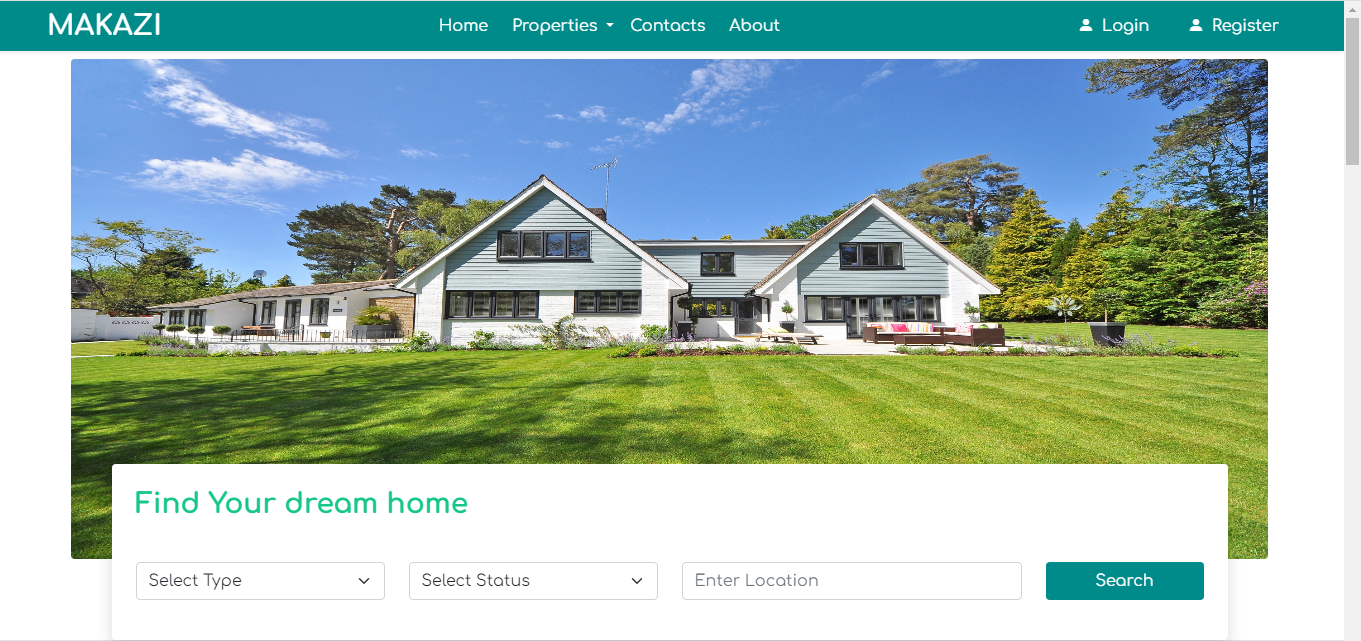 MAKAZI
Home Properties Contacts About
Login Register
Find Your dream home
Select Type Select Status Enter Location Search